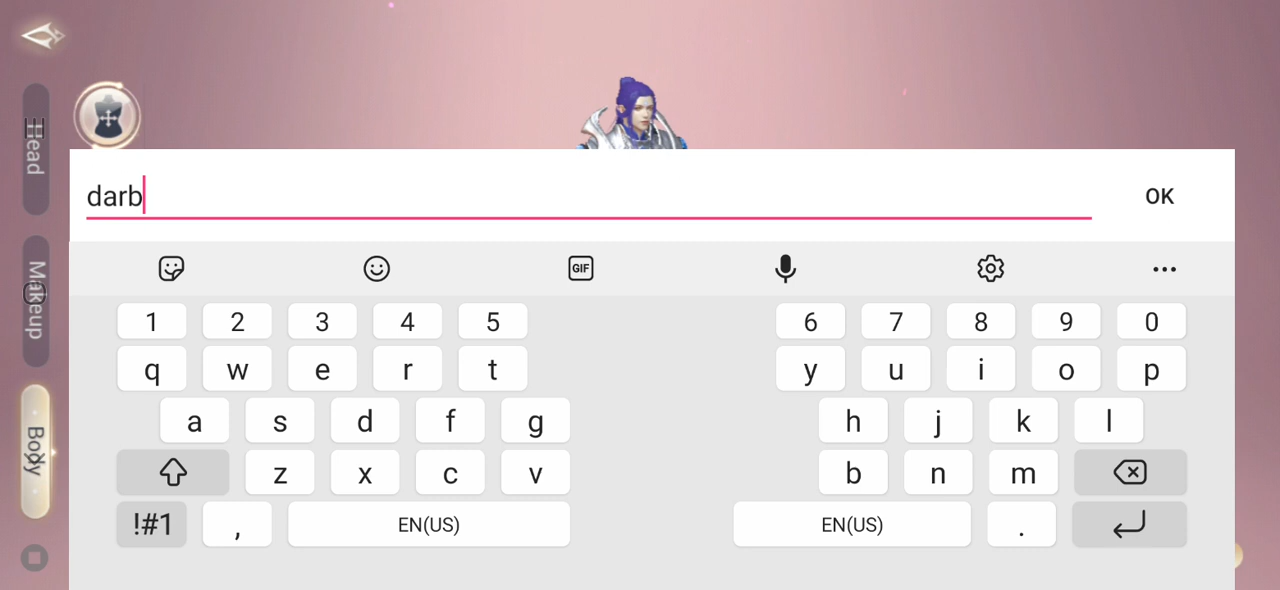 Head
Makeup
Body
darb
OK
GIF
1 2 3 4 5 6 7 8 9 0
q w e r t y u i o p
a s d f g h j k l
z x c v b n m
!#1 , EN(US) EN(US) .